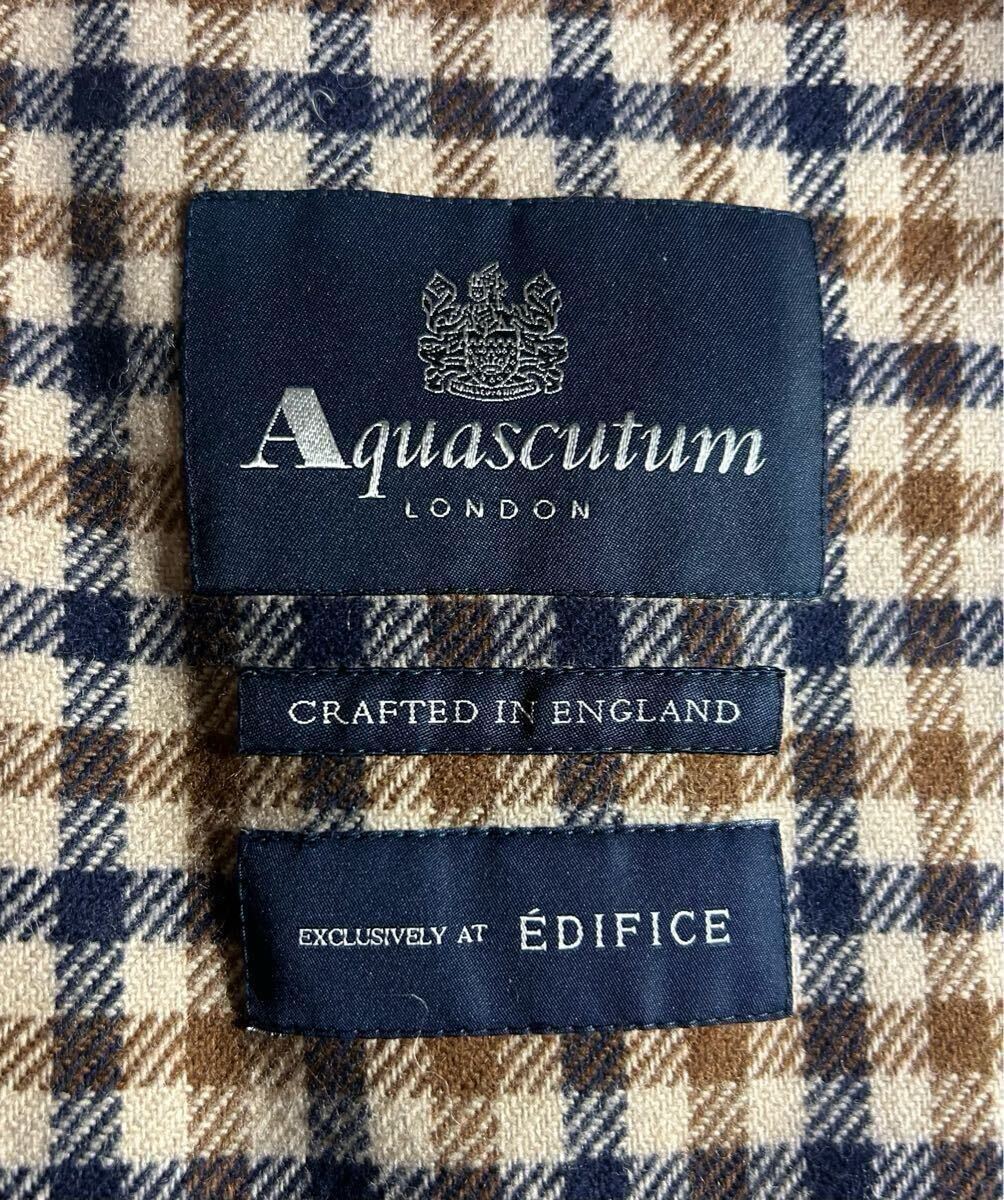 Aquascutum
LONDON
CRAFTED IN ENGLAND
EXCLUSIVELY AT ÉDIFICE